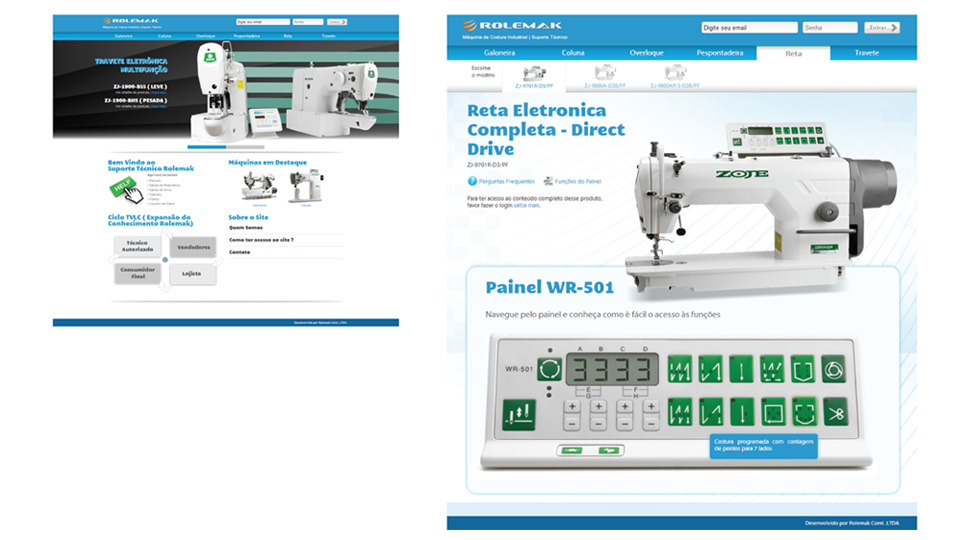 ROLEMAK
Máquina de Costura Industrial | Suporte Técnico
Digite seu email
Senha
Galoneira
Coluna
Overloque
Pespontadeira
Reta
Travete
TRAVETE ELETRÔNICA
MULTIFUNÇÃO
ZJ-1900-BSS ( LEVE )
ZJ-1900-BHS ( PESADA )
Bem Vindo ao
Suporte Técnico Rolemak
HELP
Máquinas em Destaque
Ciclo TVLC ( Expansão do
Conhecimento Rolemak)
Técnico
Autorizado
Vendedores
Consumidor
Final
Lojista
Sobre o Site
Quem Somos
Como ter acesso ao site ?
Contato
Desenvolvido por Rolemak Coml. LTDA
ROLEMAK
Máquina de Costura Industrial | Suporte Técnico
Digite seu email
Senha
Entrar
Galoneira
Coluna
Overloque
Pespontadeira
Reta
Travete
Escolha
o modelo
ZJ-9701R-D3/PF
ZJ-9800A-D3B/PF
ZJ-9800AR-5-D3B/PF
Reta Eletronica
Completa - Direct
Drive
ZJ-9701R-D3/PF
Perguntas Frequentes
Funções do Painel
Para ter acesso ao conteúdo completo desse produto,
favor fazer o login saiba mais.
ZOJE
Painel WR-501
Navegue pelo painel e conheça como è fácil o acesso às funções
A B C D
WR-501
3333
E F
G H
+ + + +
− − − −
Costura programada com contagem
de pontos para 7 lados
Desenvolvido por Rolemak Coml. LTDA